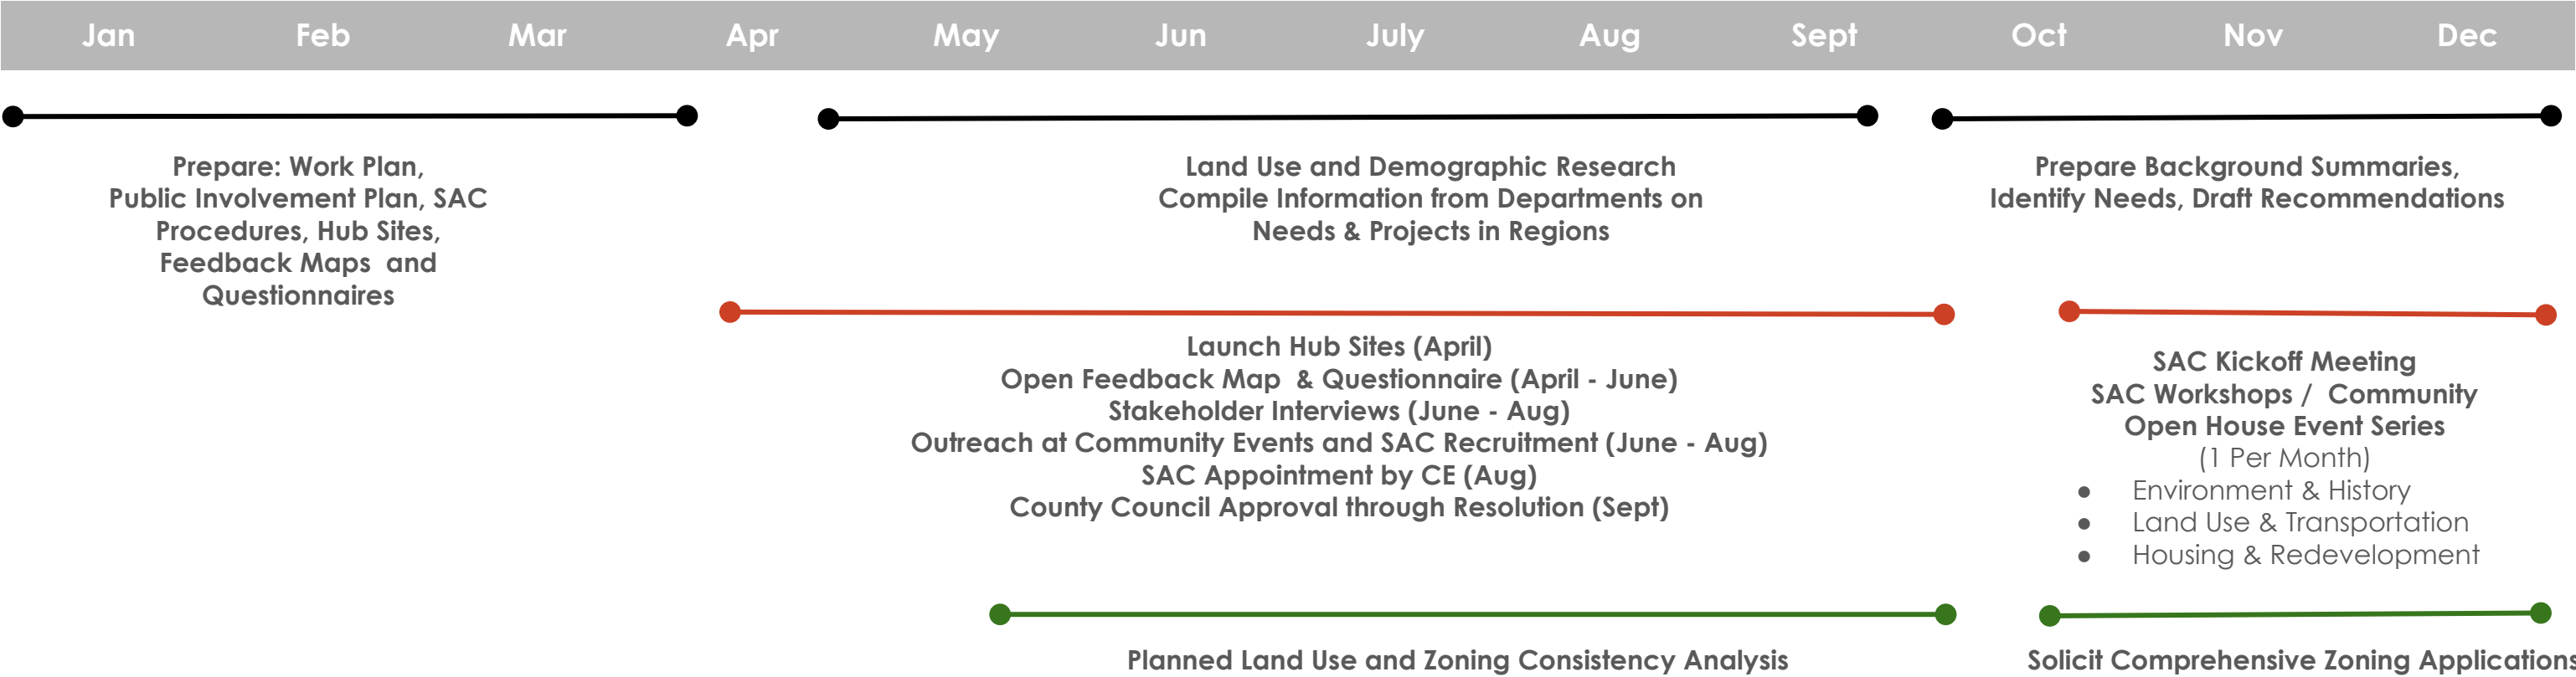 Jan Feb Mar Apr May Jun July Aug Sept Oct Nov Dec
Prepare: Work Plan,
Public Involvement Plan, SAC
Procedures, Hub Sites,
Feedback Maps and
Questionnaires
Land Use and Demographic Research
Compile Information from Departments on
Needs & Projects in Regions
Prepare Background Summaries,
Identify Needs, Draft Recommendations
Launch Hub Sites (April)
Open Feedback Map & Questionnaire (April - June)
Stakeholder Interviews (June - Aug)
Outreach at Community Events and SAC Recruitment (June - Aug)
SAC Appointment by CE (Aug)
County Council Approval through Resolution (Sept)
SAC Kickoff Meeting
SAC Workshops / Community
Open House Event Series
(1 Per Month)
● Environment & History
● Land Use & Transportation
● Housing & Redevelopment
Planned Land Use and Zoning Consistency Analysis
Solicit Comprehensive Zoning Applications